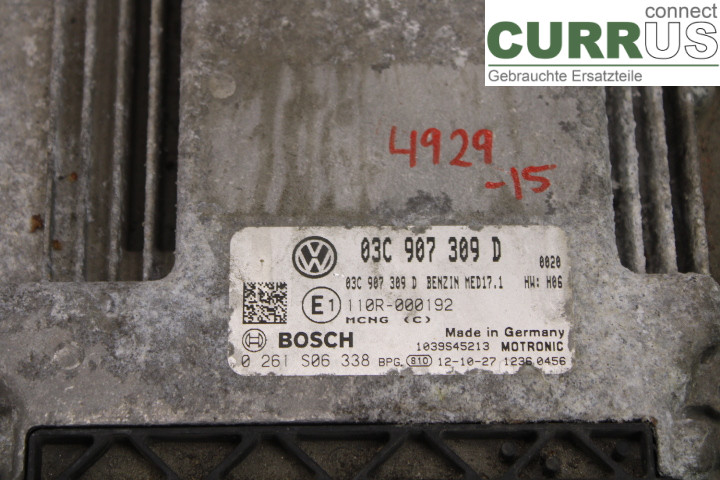 connect
CURRUS
Gebrauchte Ersatzteile
4929
-15
03C 907 309 D
0020
03C 907 309 D BENZIN MED17.1 HW: H06
E1 110R-000192
MCNG (C)
BOSCH
Made in Germany
1039S45213 MOTRONIC
0 261 S06 338 BPG. 810 12-10-27 1236 0456